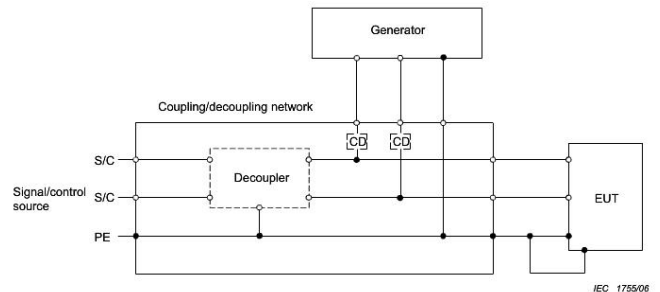 Generator
Coupling/decoupling network
CD
CD
S/C
Decoupler
Signal/control
source
S/C
EUT
PE
IEC 1755/06